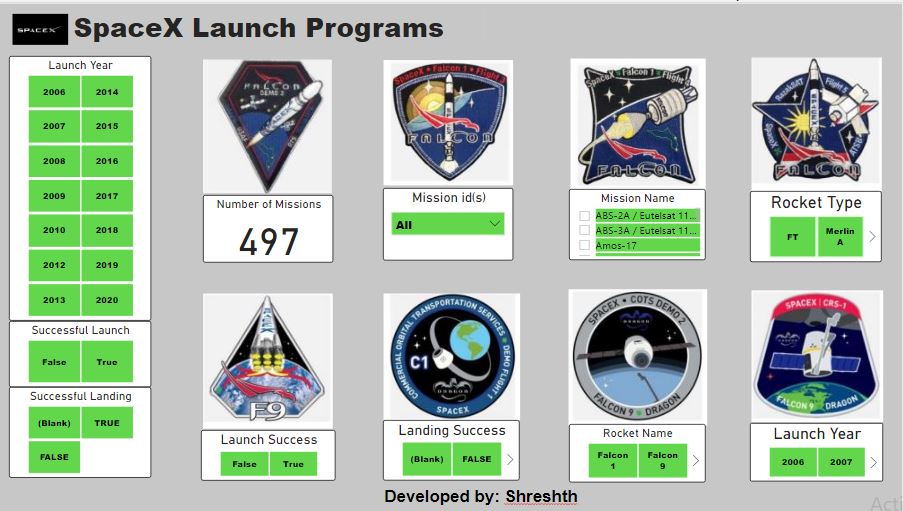 SPACEX
SpaceX Launch Programs
Launch Year
2006 2014
2007 2015
2008 2016
2009 2017
2010 2018
2012 2019
2013 2020
Successful Launch
False True
Successful Landing
(Blank) TRUE
FALSE
FALCON
DEMO 2
Number of Missions
497
SpaceX • Falcon 1 • Flight
FALCON
Mission id(s)
All
SpaceX Falcon 1 Flight 4
FALCON
Mission Name
ABS-2A / Eutelsat 11...
ABS-3A / Eutelsat 11...
Amos-17
RazakSAT Flight 5
SpaceX ATSB
FALCON
Rocket Type
FT Merlin
A
F9
Launch Success
False True
COMMERCIAL ORBITAL TRANSPORTATION SERVICES • DEMO FLIGHT 1
C1
DRAGON
SPACEX
Landing Success
(Blank) FALSE
SPACEX • COTS DEMO 2
DRAGON
FALCON 9 DRAGON
Rocket Name
Falcon Falcon
1 9
SPACEX CRS-1
FALCON 9 DRAGON
Launch Year
2006 2007
Developed by: Shreshth
Acti